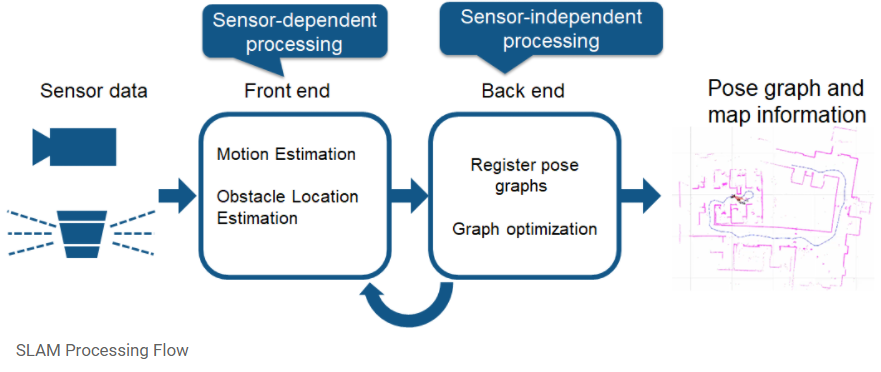 Sensor-dependent
processing
Sensor-independent
processing
Sensor data
Front end
Back end
Pose graph and
map information
Motion Estimation
Obstacle Location
Estimation
Register pose
graphs
Graph optimization
SLAM Processing Flow